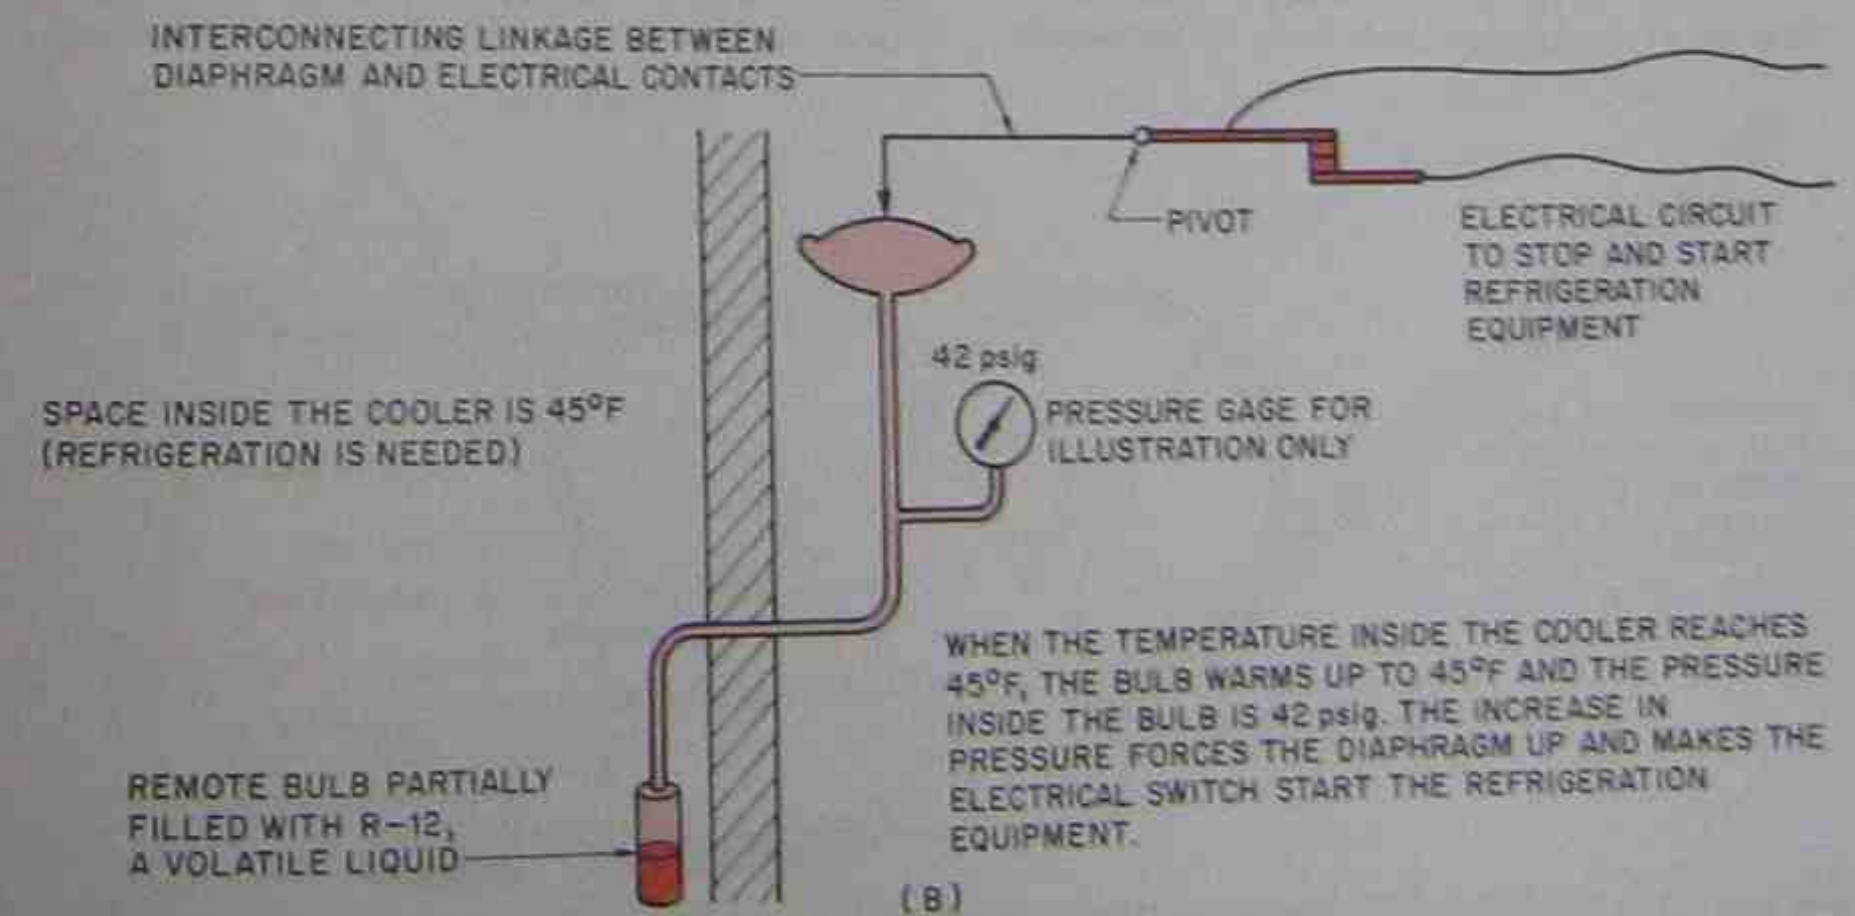 INTERCONNECTING LINKAGE BETWEEN
DIAPHRAGM AND ELECTRICAL CONTACTS
PIVOT
ELECTRICAL CIRCUIT
TO STOP AND START
REFRIGERATION
EQUIPMENT
42 psig
PRESSURE GAGE FOR
ILLUSTRATION ONLY
SPACE INSIDE THE COOLER IS 45°F
(REFRIGERATION IS NEEDED)
WHEN THE TEMPERATURE INSIDE THE COOLER REACHES
45°F, THE BULB WARMS UP TO 45°F AND THE PRESSURE
INSIDE THE BULB IS 42 psig. THE INCREASE IN
PRESSURE FORCES THE DIAPHRAGM UP AND MAKES THE
ELECTRICAL SWITCH START THE REFRIGERATION
EQUIPMENT.
REMOTE BULB PARTIALLY
FILLED WITH R-12,
A VOLATILE LIQUID
(B)